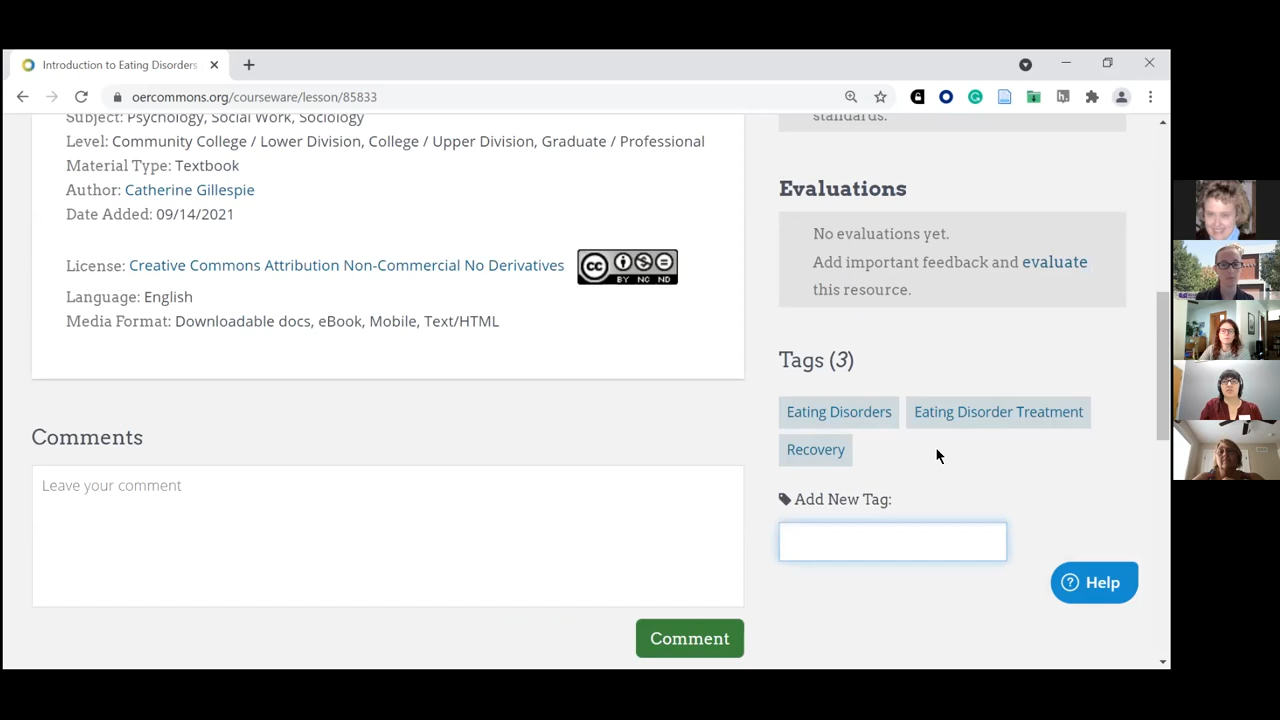 Introduction to Eating Disorders
oercommons.org/courseware/lesson/85833
Subject: Psychology, Social Work, Sociology
Level: Community College / Lower Division, College / Upper Division, Graduate / Professional
Material Type: Textbook
Author: Catherine Gillespie
Date Added: 09/14/2021
License: Creative Commons Attribution Non-Commercial No Derivatives
cc
BY NC ND
Language: English
Media Format: Downloadable docs, eBook, Mobile, Text/HTML
Comments
Leave your comment
Comment
standards.
Evaluations
No evaluations yet.
Add important feedback and evaluate
this resource.
Tags (3)
Eating Disorders Eating Disorder Treatment
Recovery
Add New Tag:
? Help